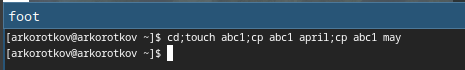 foot
[arkorotkov@arkorotkov ~]$ cd;touch abc1;cp abc1 april;cp abc1 may
[arkorotkov@arkorotkov ~]$